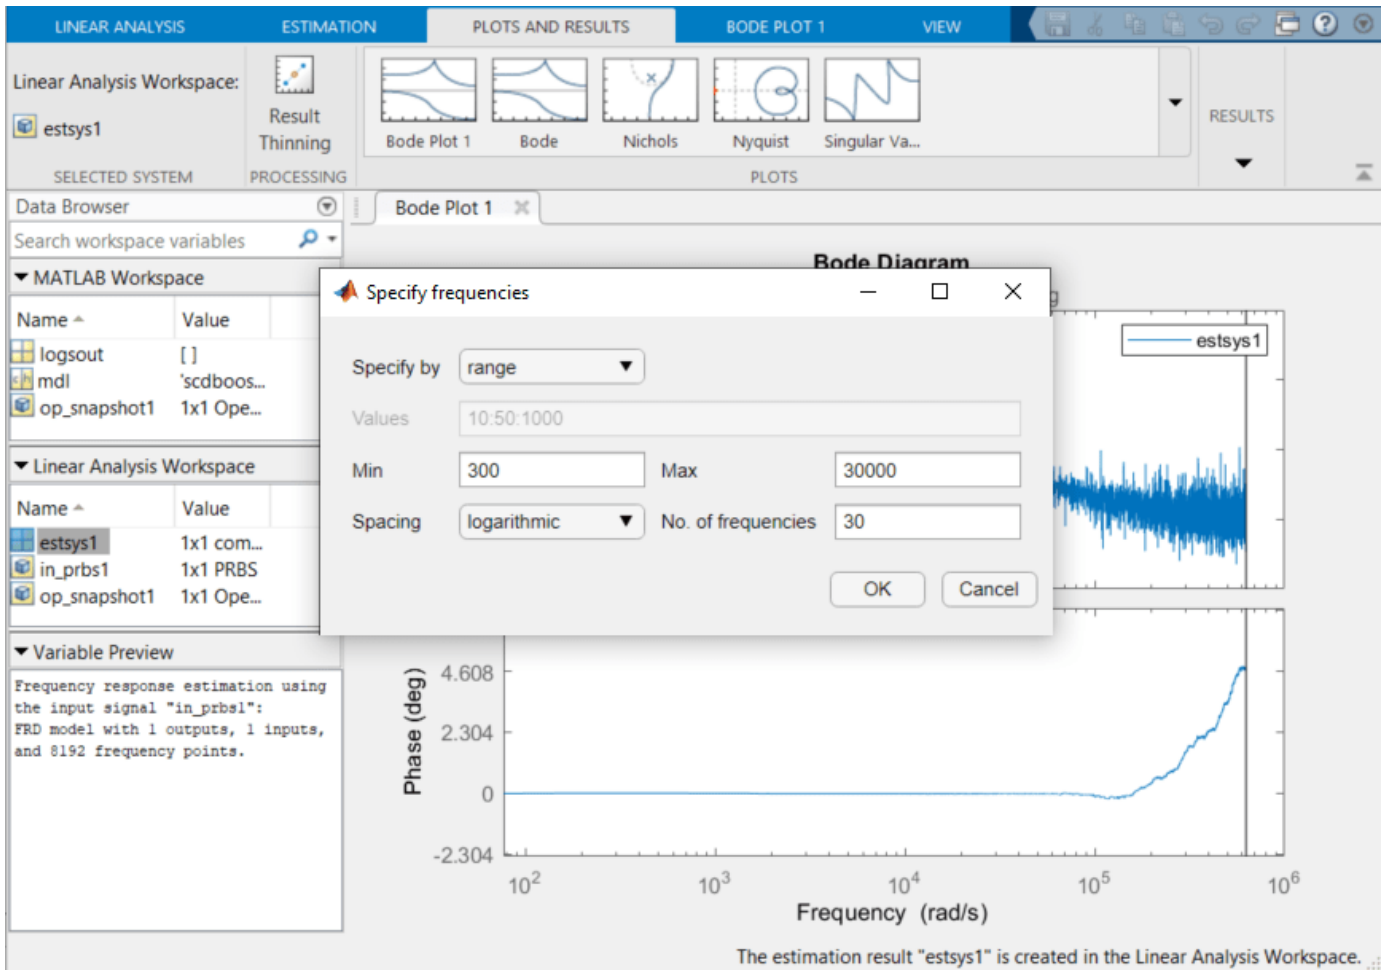 LINEAR ANALYSIS ESTIMATION PLOTS AND RESULTS BODE PLOT 1 VIEW
Linear Analysis Workspace:
estsys1
SELECTED SYSTEM
Result
Thinning
PROCESSING
Bode Plot 1 Bode Nichols Nyquist Singular Va...
PLOTS
RESULTS
Data Browser
Search workspace variables
MATLAB Workspace
Name Value
logsout [ ]
mdl 'scdboos...
op_snapshot1 1x1 Ope...
Linear Analysis Workspace
Name Value
estsys1 1x1 com...
in_prbs1 1x1 PRBS
op_snapshot1 1x1 Ope...
Variable Preview
Frequency response estimation using
the input signal "in_prbs1":
FRD model with 1 outputs, 1 inputs,
and 8192 frequency points.
Bode Plot 1
Bode Diagram
g
estsys1
Specify frequencies
Specify by range
Values 10:50:1000
Min 300 Max 30000
Spacing logarithmic No. of frequencies 30
OK Cancel
Phase (deg)
4.608
2.304
0
-2.304
10² 10³ 10⁴ 10⁵ 10⁶
Frequency (rad/s)
The estimation result "estsys1" is created in the Linear Analysis Workspace.